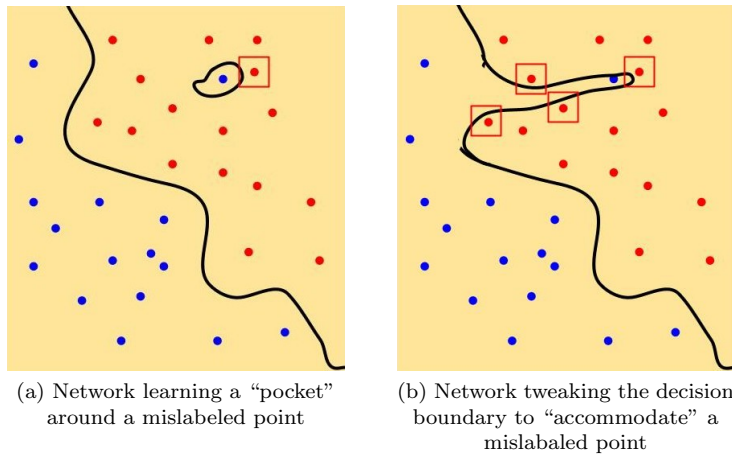 (a) Network learning a “pocket”
around a mislabeled point
(b) Network tweaking the decision
boundary to “accommodate” a
mislabaled point